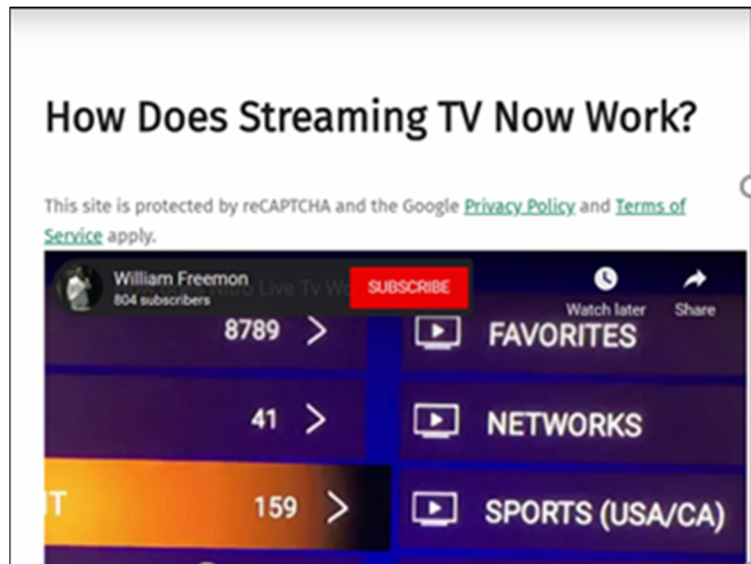 How Does Streaming TV Now Work?
This site is protected by reCAPTCHA and the Google Privacy Policy and Terms of
Service apply.
William Freemon
804 subscribers
SUBSCRIBE
Watch later
Share
8789
FAVORITES
41
NETWORKS
159
SPORTS (USA/CA)